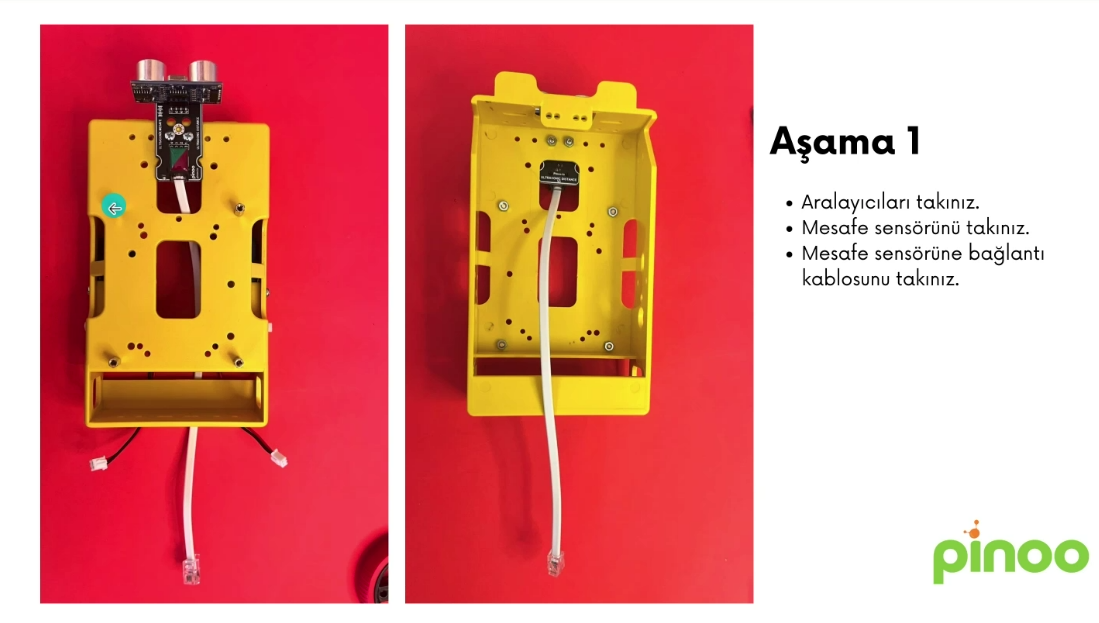 Aşama 1
• Aralayıcıları takınız.
• Mesafe sensörünü takınız.
• Mesafe sensörüne bağlantı
kablosunu takınız.
pinoo